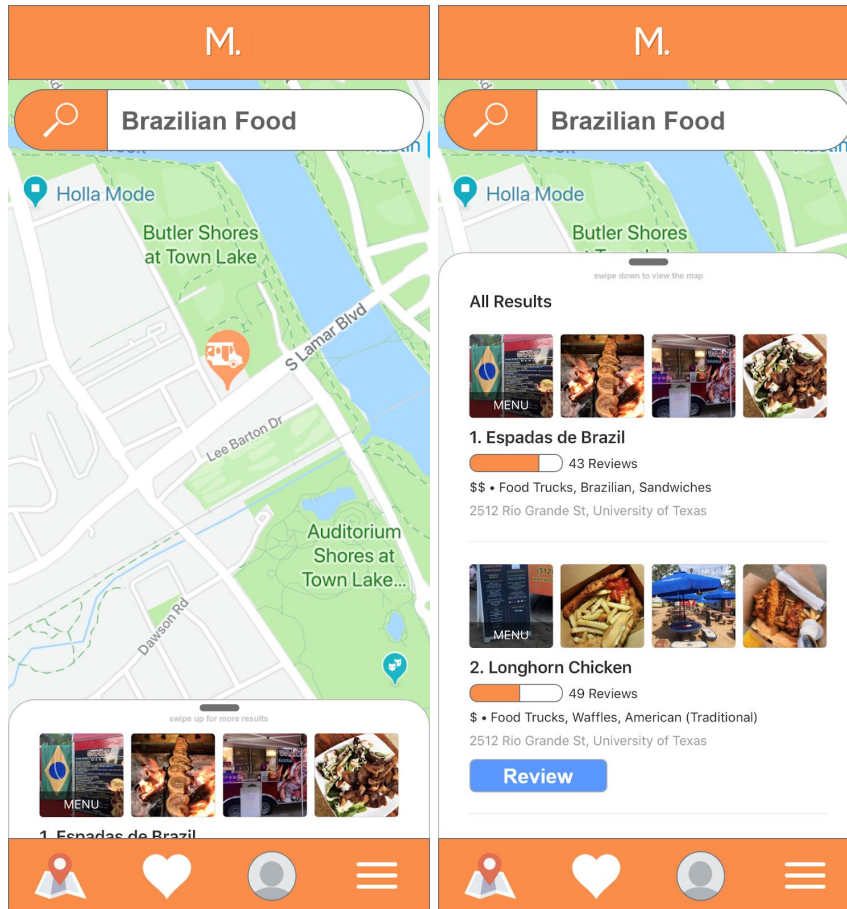 M.
Brazilian Food
Holla Mode
Butler Shores
at Town Lake
S Lamar Blvd
Lee Barton Dr
Auditorium
Shores at
Town Lake...
Dawson Rd
swipe up for more results
MENU
1. Espadas de Brazil
M.
Brazilian Food
Holla Mode
Butler Shores
swipe down to view the map
All Results
MENU
1. Espadas de Brazil
43 Reviews
$$ • Food Trucks, Brazilian, Sandwiches
2512 Rio Grande St, University of Texas
MENU
2. Longhorn Chicken
49 Reviews
$ • Food Trucks, Waffles, American (Traditional)
2512 Rio Grande St, University of Texas
Review